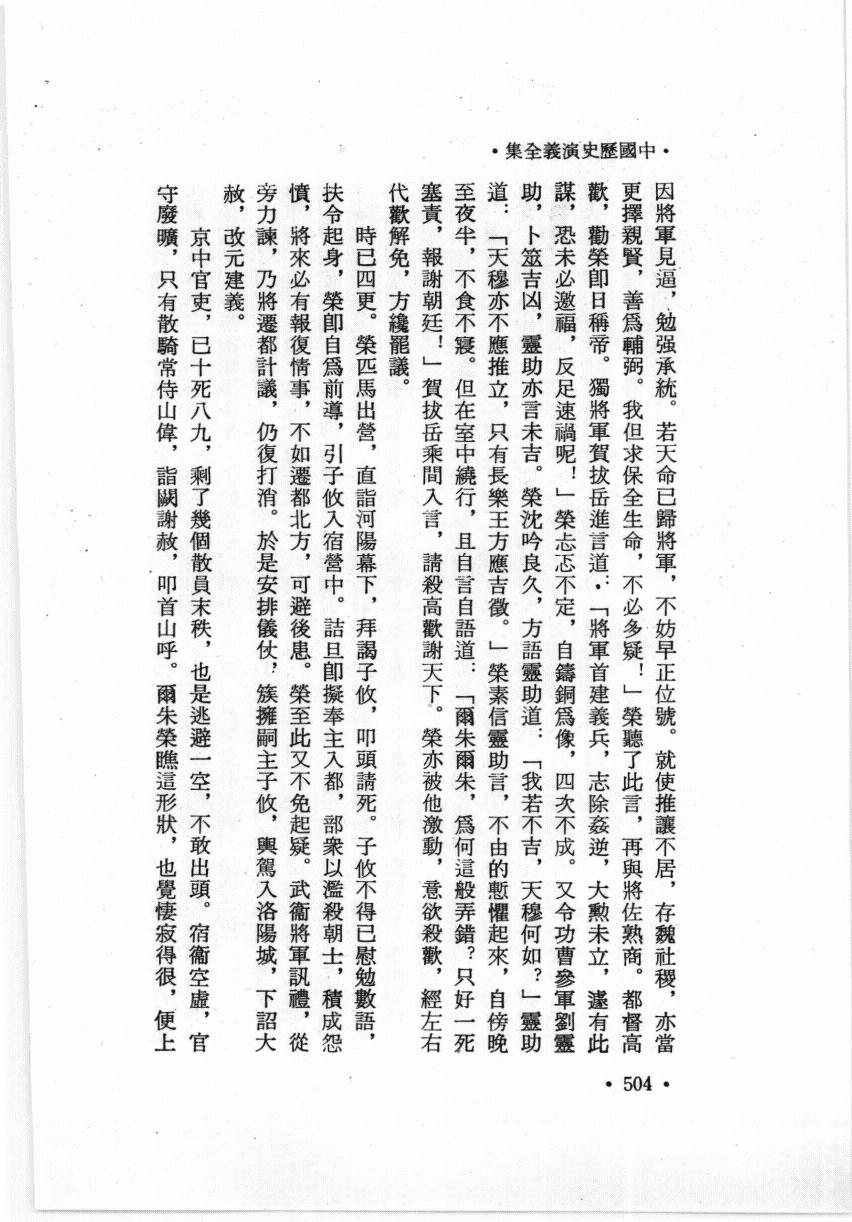 •中國歷史演義全集•
因將軍見逼，勉强承統。若天命已歸將軍，不妨早正位號。就使推讓不居，存魏社稷，亦當
更擇親賢，善爲輔弼。我但求保全生命，不必多疑！」榮聽了此言，再與將佐熟商。都督高
歡，勸榮卽日稱帝。獨將軍賀拔岳進言道：「將軍首建義兵，志除姦逆，大勲未立，遽有此
謀，恐未必邀福，反足速禍呢！」榮忐忑不定，自鑄銅爲像，四次不成。又令功曹參軍劉靈
助，卜筮吉凶，靈助亦言未吉。榮沈吟良久，方語靈助道：「我若不吉，天穆何如？」靈助
道：「天穆亦不應推立，只有長樂王方應吉徵。」榮素信靈助言，不由的慙懼起來，自傍晚
至夜半，不食不寢。但在室中繞行，且自言自語道：「爾朱爾朱，爲何這般弄錯？只好一死
塞責，報謝朝廷！」賀拔岳乘間入言，請殺高歡謝天下。榮亦被他激動，意欲殺歡，經左右
代歡解免，方纔罷議。
時已四更。榮匹馬出營，直詣河陽幕下，拜謁子攸，叩頭請死。子攸不得已慰勉數語，
扶令起身，榮卽自爲前導，引子攸入宿營中。詰旦卽擬奉主入都，部衆以濫殺朝士，積成怨
憤，將來必有報復情事，不如遷都北方，可避後患。榮至此又不免起疑。武衞將軍訊禮，從
旁力諫，乃將遷都計議，仍復打消。於是安排儀仗，簇擁嗣主子攸，輿駕入洛陽城，下詔大
赦，改元建義。
京中官吏，已十死八九，剩了幾個散員末秩，也是逃避一空，不敢出頭。宿衞空虛，官
守廢曠，只有散騎常侍山偉，詣闕謝赦，叩首山呼。爾朱榮瞧這形狀，也覺悽寂得很，便上
•504•